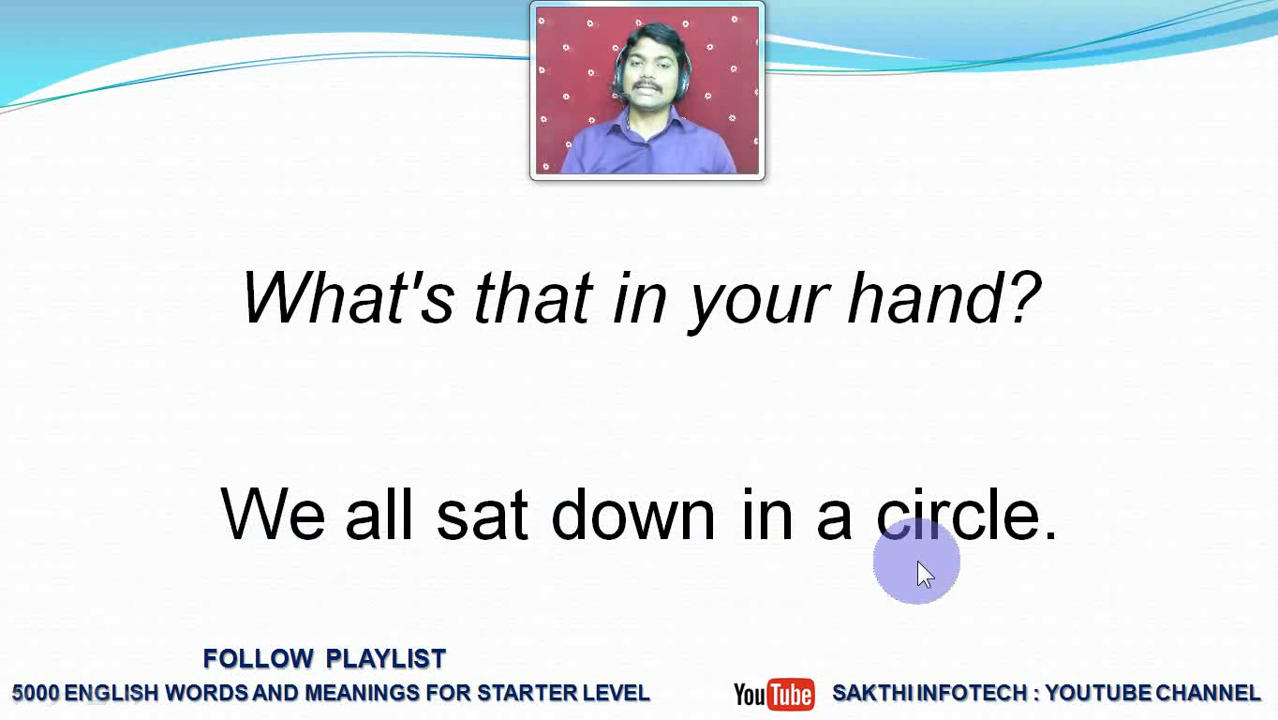 What's that in your hand?
We all sat down in a circle.
FOLLOW PLAYLIST
5000 ENGLISH WORDS AND MEANINGS FOR STARTER LEVEL
YouTube SAKTHI INFOTECH : YOUTUBE CHANNEL